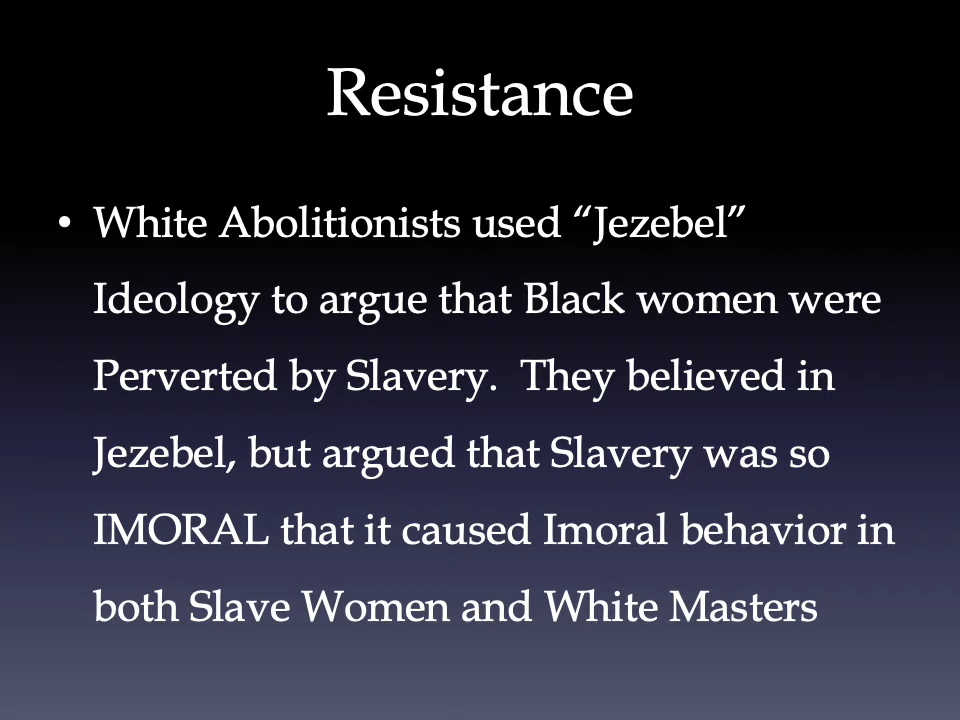 Resistance
• White Abolitionists used “Jezebel”
Ideology to argue that Black women were
Perverted by Slavery.  They believed in
Jezebel, but argued that Slavery was so
IMORAL that it caused Imoral behavior in
both Slave Women and White Masters